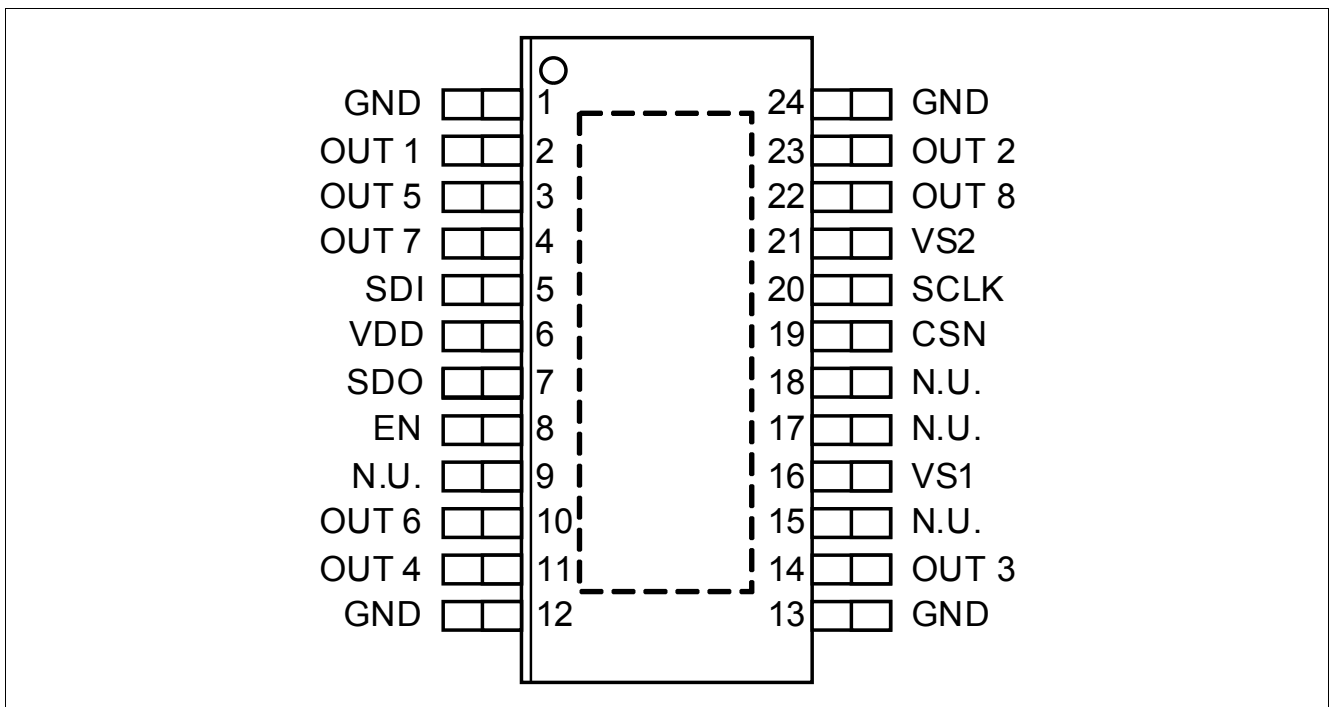 GND 1 24 GND
OUT 1 2 23 OUT 2
OUT 5 3 22 OUT 8
OUT 7 4 21 VS2
SDI 5 20 SCLK
VDD 6 19 CSN
SDO 7 18 N.U.
EN 8 17 N.U.
N.U. 9 16 VS1
OUT 6 10 15 N.U.
OUT 4 11 14 OUT 3
GND 12 13 GND